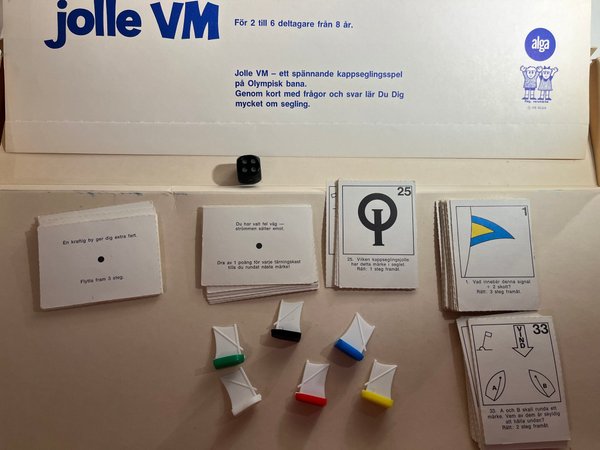 jolle VM
För 2 till 6 deltagare från 8 år.
alga
Jolle VM – ett spännande kappseglingsspel
på Olympisk bana.
Genom kort med frågor och svar lär Du Dig
mycket om segling.
En kraftig by ger dig extra fart.
Flytta fram 3 steg.
Du har valt fel väg —
strömmen sätter emot.
Dra av 1 poäng för varje tärningskast
tills du rundat nästa märke!
25
25. Vilken kappseglingsjolle
har detta märke i seglet.
Rätt: 1 steg framåt.
1
1. Vad innebär denna signal
+ 2 skott?
Rätt: 3 steg framåt.
33
VIND
A
B
33. A och B skall runda ett
märke. Vem av dem är skyldig
att hålla undan?
Rätt: 2 steg framåt.